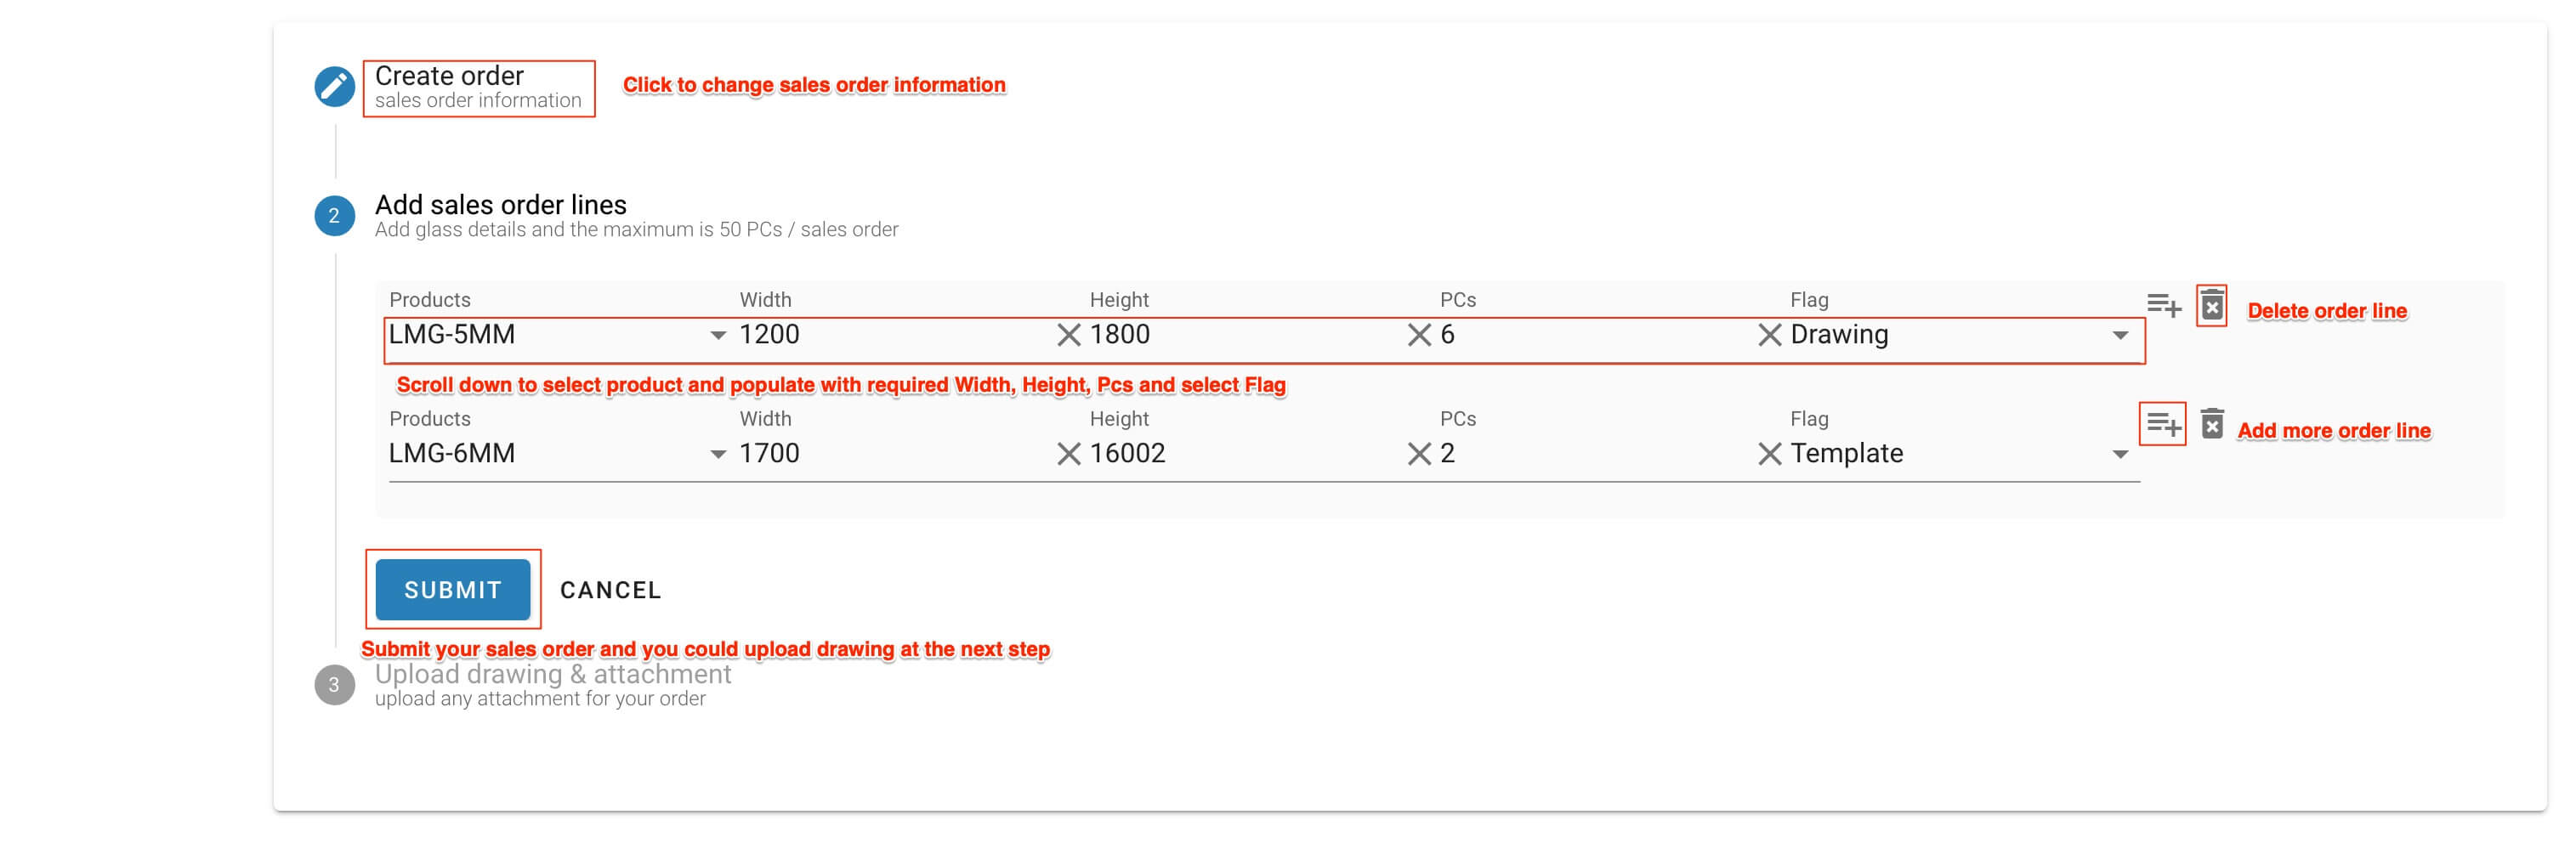 Create order
sales order information
Click to change sales order information
2
Add sales order lines
Add glass details and the maximum is 50 PCs / sales order
Products Width Height PCs Flag
LMG-5MM 1200 1800 6 Drawing
Delete order line
Scroll down to select product and populate with required Width, Height, Pcs and select Flag
Products Width Height PCs Flag
LMG-6MM 1700 16002 2 Template
Add more order line
SUBMIT CANCEL
Submit your sales order and you could upload drawing at the next step
3
Upload drawing & attachment
upload any attachment for your order